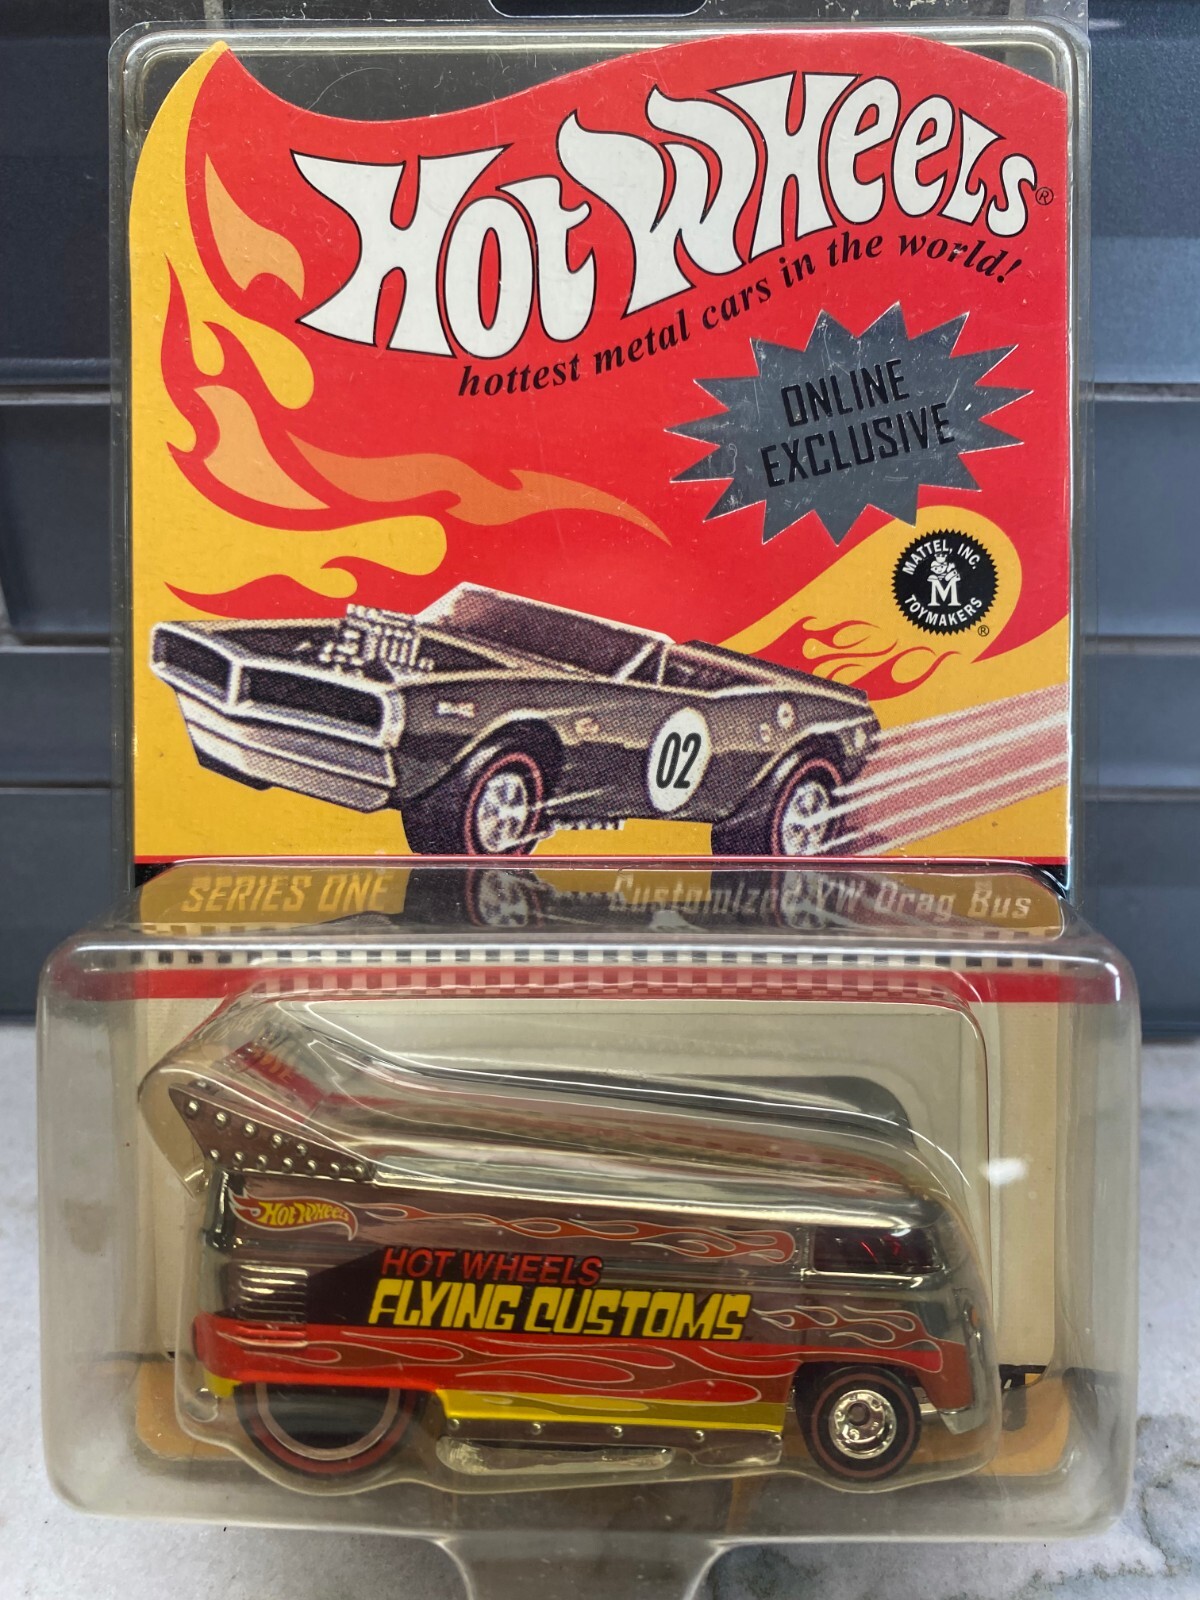 Hot Wheels®
hottest metal cars in the world!
ONLINE
EXCLUSIVE
MATTEL, INC.
M
TOYMAKERS
®
02
SERIES ONE
Customized VW Drag Bus
Hot Wheels
HOT WHEELS
FLYING CUSTOMS